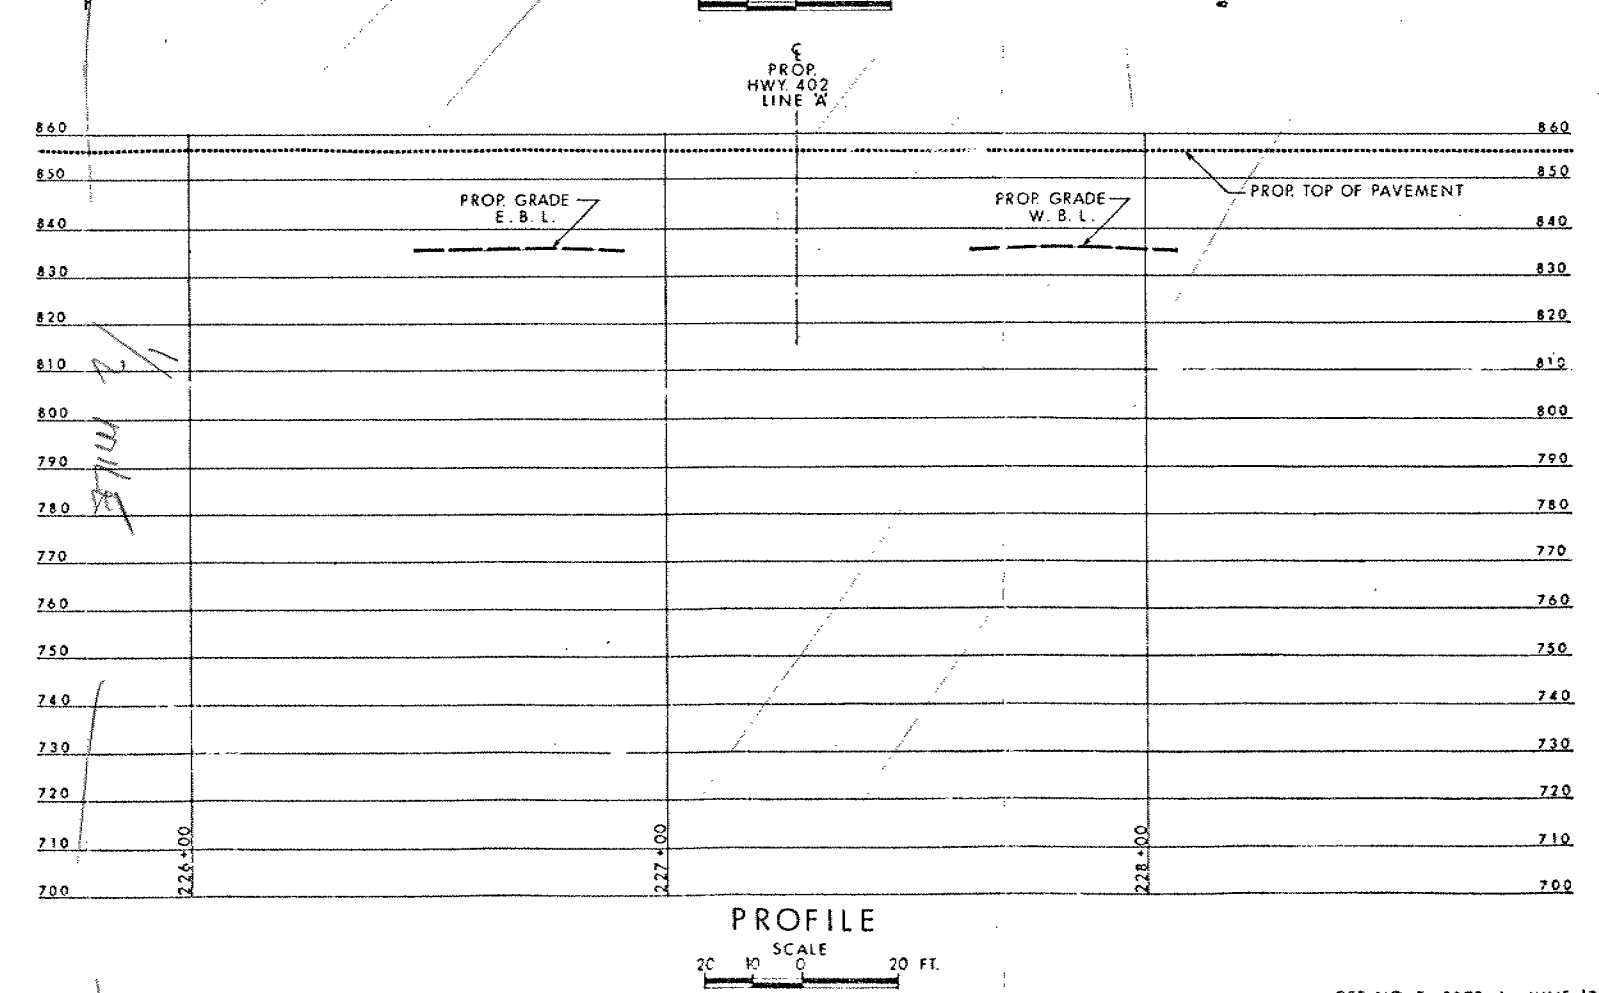 ℄
PROP.
HWY. 402
LINE 'A'
860 860
850 850
PROP. TOP OF PAVEMENT
PROP. GRADE
E. B. L.
PROP. GRADE
W. B. L.
840 840
830 830
820 820
810 810
800 800
790 790
780 780
770 770
760 760
750 750
740 740
730 730
720 720
710 710
700 700
226+00
227+00
228+00
PROFILE
SCALE
20 10 0 20 FT.